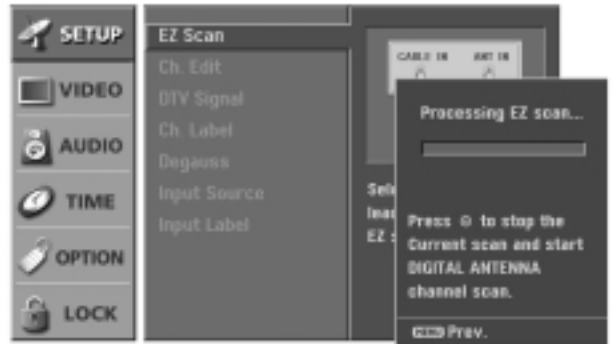 SETUP
VIDEO
AUDIO
TIME
OPTION
LOCK
EZ Scan
Ch. Edit
DTV Signal
Ch. Label
Degauss
Input Source
Input Label
CABLE IN ANT IN
Processing EZ scan...
Press ⊙ to stop the
Current scan and start
DIGITAL ANTENNA
channel scan.
MENU Prev.
EZ